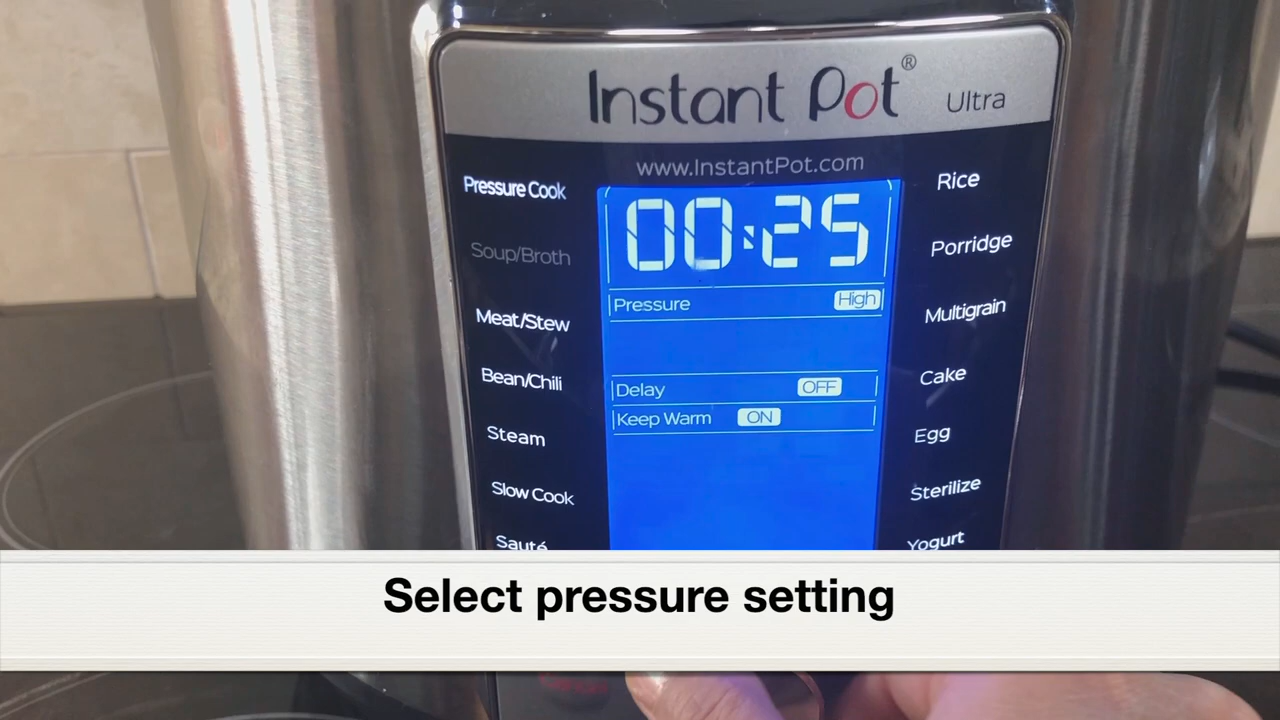 Instant Pot® Ultra
www.InstantPot.com
Pressure Cook
Soup/Broth
Meat/Stew
Bean/Chili
Steam
Slow Cook
Sauté
00:25
Pressure High
Delay OFF
Keep Warm ON
Rice
Porridge
Multigrain
Cake
Egg
Sterilize
Yogurt
Select pressure setting
Cancel